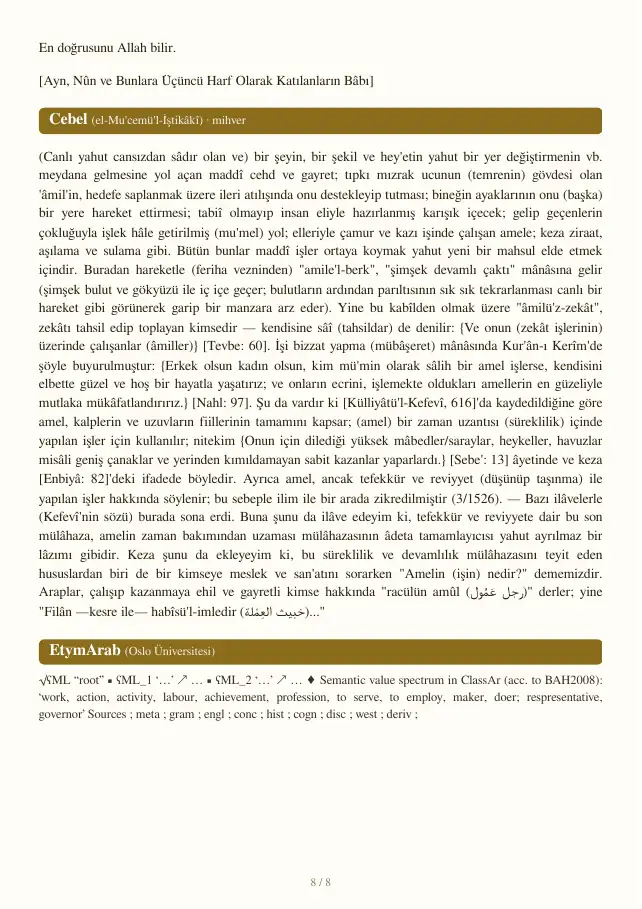 En doğrusunu Allah bilir.
[Ayn, Nûn ve Bunlara Üçüncü Harf Olarak Katılanların Bâbı]
Cebel (el-Mu'cemü'l-İştikâkî) · mihver
(Canlı yahut cansızdan sâdır olan ve) bir şeyin, bir şekil ve hey'etin yahut bir yer değiştirmenin vb.
meydana gelmesine yol açan maddî cehd ve gayret; tıpkı mızrak ucunun (temrenin) gövdesi olan
'âmil'in, hedefe saplanmak üzere ileri atılışında onu destekleyip tutması; bineğin ayaklarının onu (başka)
bir yere hareket ettirmesi; tabiî olmayıp insan eliyle hazırlanmış karışık içecek; gelip geçenlerin
çokluğuyla işlek hâle getirilmiş (mu'mel) yol; elleriyle çamur ve kazı işinde çalışan amele; keza ziraat,
aşılama ve sulama gibi. Bütün bunlar maddî işler ortaya koymak yahut yeni bir mahsul elde etmek
içindir. Buradan hareketle (feriha vezninden) "amile'l-berk", "şimşek devamlı çaktı" mânâsına gelir
(şimşek bulut ve gökyüzü ile iç içe geçer; bulutların ardından parıltısının sık sık tekrarlanması canlı bir
hareket gibi görünerek garip bir manzara arz eder). Yine bu kabîlden olmak üzere "âmilü'z-zekât",
zekâtı tahsil edip toplayan kimsedir — kendisine sâî (tahsildar) de denilir: {Ve onun (zekât işlerinin)
üzerinde çalışanlar (âmiller)} [Tevbe: 60]. İşi bizzat yapma (mübâşeret) mânâsında Kur'ân-ı Kerîm'de
şöyle buyurulmuştur: {Erkek olsun kadın olsun, kim mü'min olarak sâlih bir amel işlerse, kendisini
elbette güzel ve hoş bir hayatla yaşatırız; ve onların ecrini, işlemekte oldukları amellerin en güzeliyle
mutlaka mükâfatlandırırız.} [Nahl: 97]. Şu da vardır ki [Külliyâtü'l-Kefevî, 616]'da kaydedildiğine göre
amel, kalplerin ve uzuvların fiillerinin tamamını kapsar; (amel) bir zaman uzantısı (süreklilik) içinde
yapılan işler için kullanılır; nitekim {Onun için dilediği yüksek mâbedler/saraylar, heykeller, havuzlar
misâli geniş çanaklar ve yerinden kımıldamayan sabit kazanlar yaparlardı.} [Sebe': 13] âyetinde ve keza
[Enbiyâ: 82]'deki ifadede böyledir. Ayrıca amel, ancak tefekkür ve reviyyet (düşünüp taşınma) ile
yapılan işler hakkında söylenir; bu sebeple ilim ile bir arada zikredilmiştir (3/1526). — Bazı ilâvelerle
(Kefevî'nin sözü) burada sona erdi. Buna şunu da ilâve edeyim ki, tefekkür ve reviyyete dair bu son
mülâhaza, amelin zaman bakımından uzaması mülâhazasının âdeta tamamlayıcısı yahut ayrılmaz bir
lâzımı gibidir. Keza şunu da ekleyeyim ki, bu süreklilik ve devamlılık mülâhazasını teyit eden
hususlardan biri de bir kimseye meslek ve san'atını sorarken "Amelin (işin) nedir?" dememizdir.
Araplar, çalışıp kazanmaya ehil ve gayretli kimse hakkında "racülün amûl (رجل عَمُول)" derler; yine
"Filân —kesre ile— habîsü'l-imledir (خبيث العِمْلة)..."
EtymArab (Oslo Üniversitesi)
√ʕML “root” ▪ ʕML_1 ‘…’ ↗ … ▪ ʕML_2 ‘…’ ↗ … ♦ Semantic value spectrum in ClassAr (acc. to BAH2008):
‘work, action, activity, labour, achievement, profession, to serve, to employ, maker, doer; respresentative,
governor’ Sources ; meta ; gram ; engl ; conc ; hist ; cogn ; disc ; west ; deriv ;
8 / 8